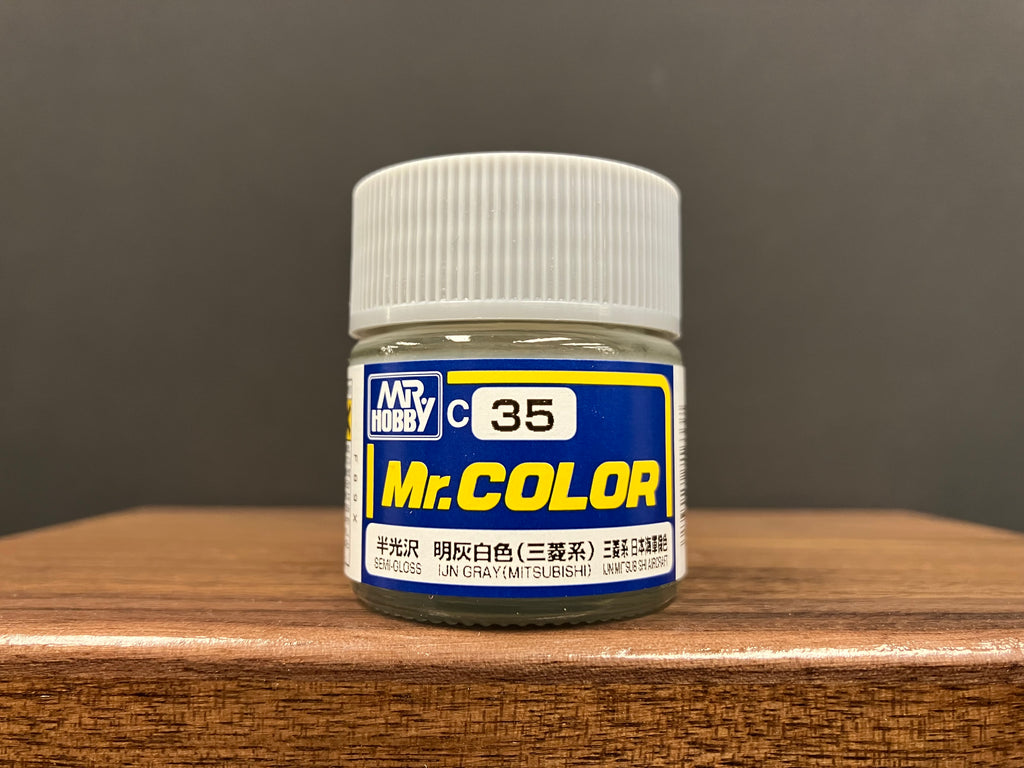 MR.
HOBBY
C 35
Mr.COLOR
半光沢 明灰白色(三菱系) 三菱系 日本海軍機色
SEMI-GLOSS IJN GRAY(MITSUBISHI) IJN MITSUBISHI AIRCRAFT